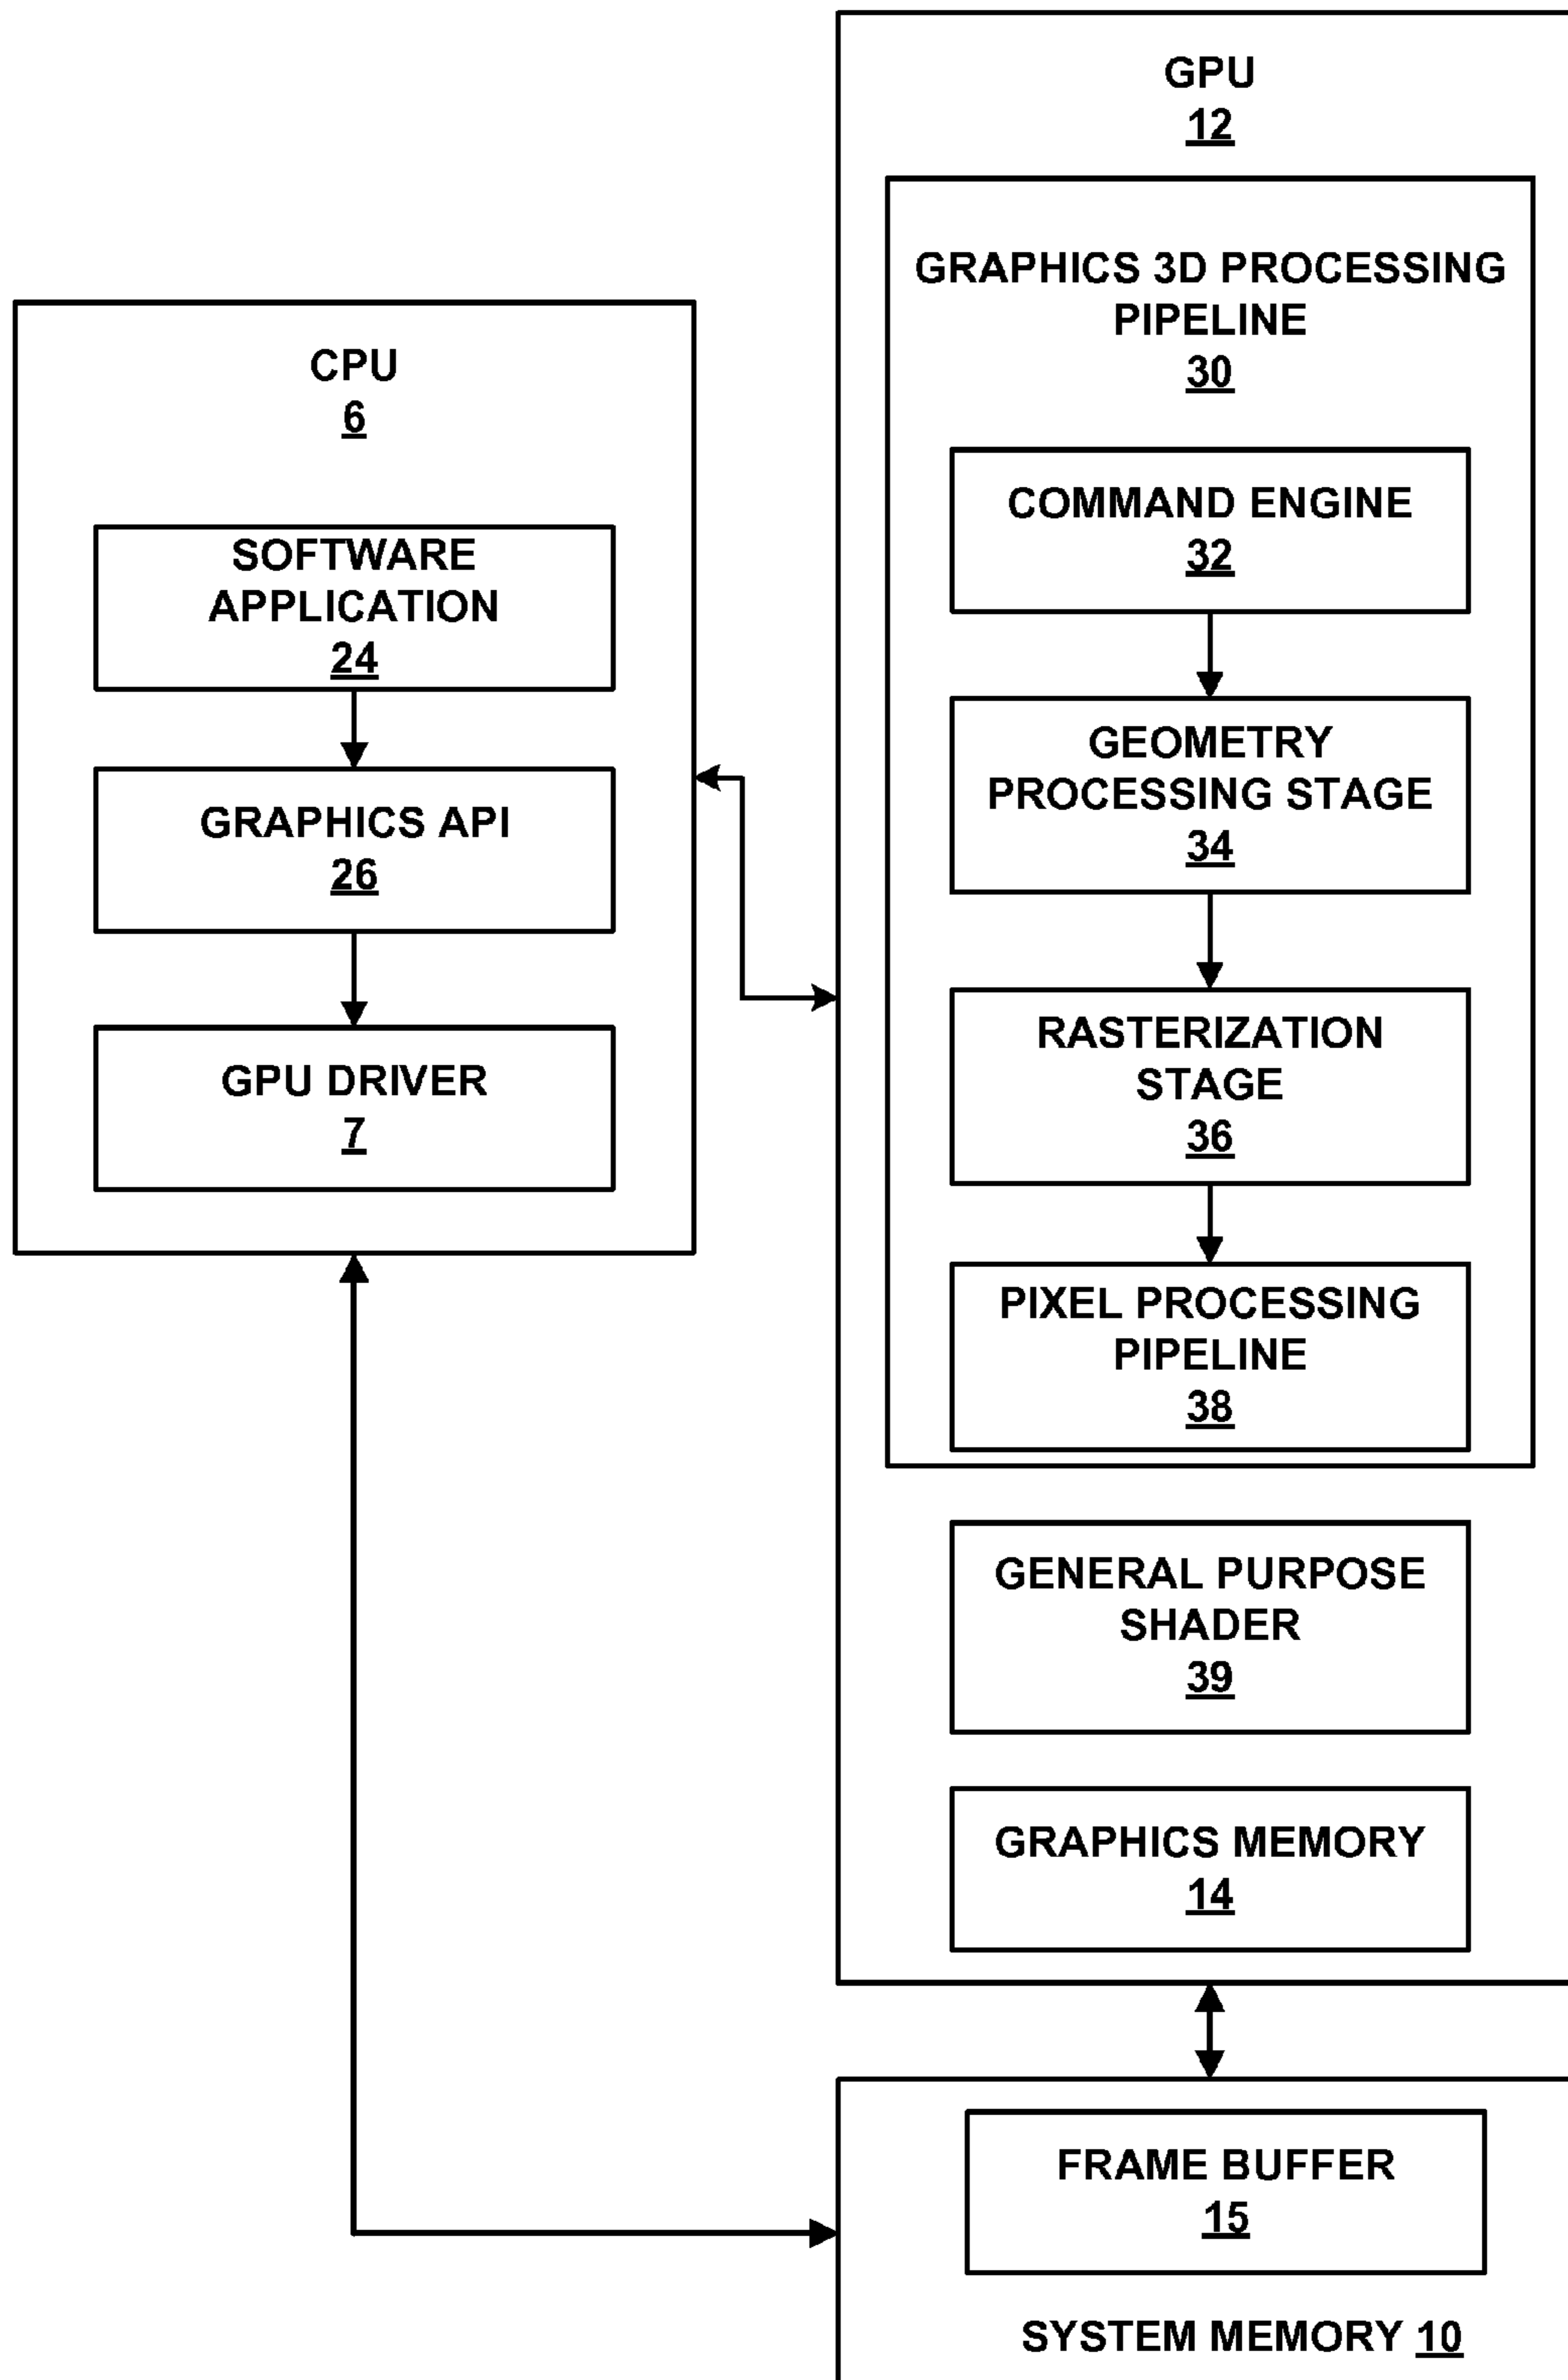 CPU
6
SOFTWARE
APPLICATION
24
GRAPHICS API
26
GPU DRIVER
7
GPU
12
GRAPHICS 3D PROCESSING
PIPELINE
30
COMMAND ENGINE
32
GEOMETRY
PROCESSING STAGE
34
RASTERIZATION
STAGE
36
PIXEL PROCESSING
PIPELINE
38
GENERAL PURPOSE
SHADER
39
GRAPHICS MEMORY
14
FRAME BUFFER
15
SYSTEM MEMORY 10